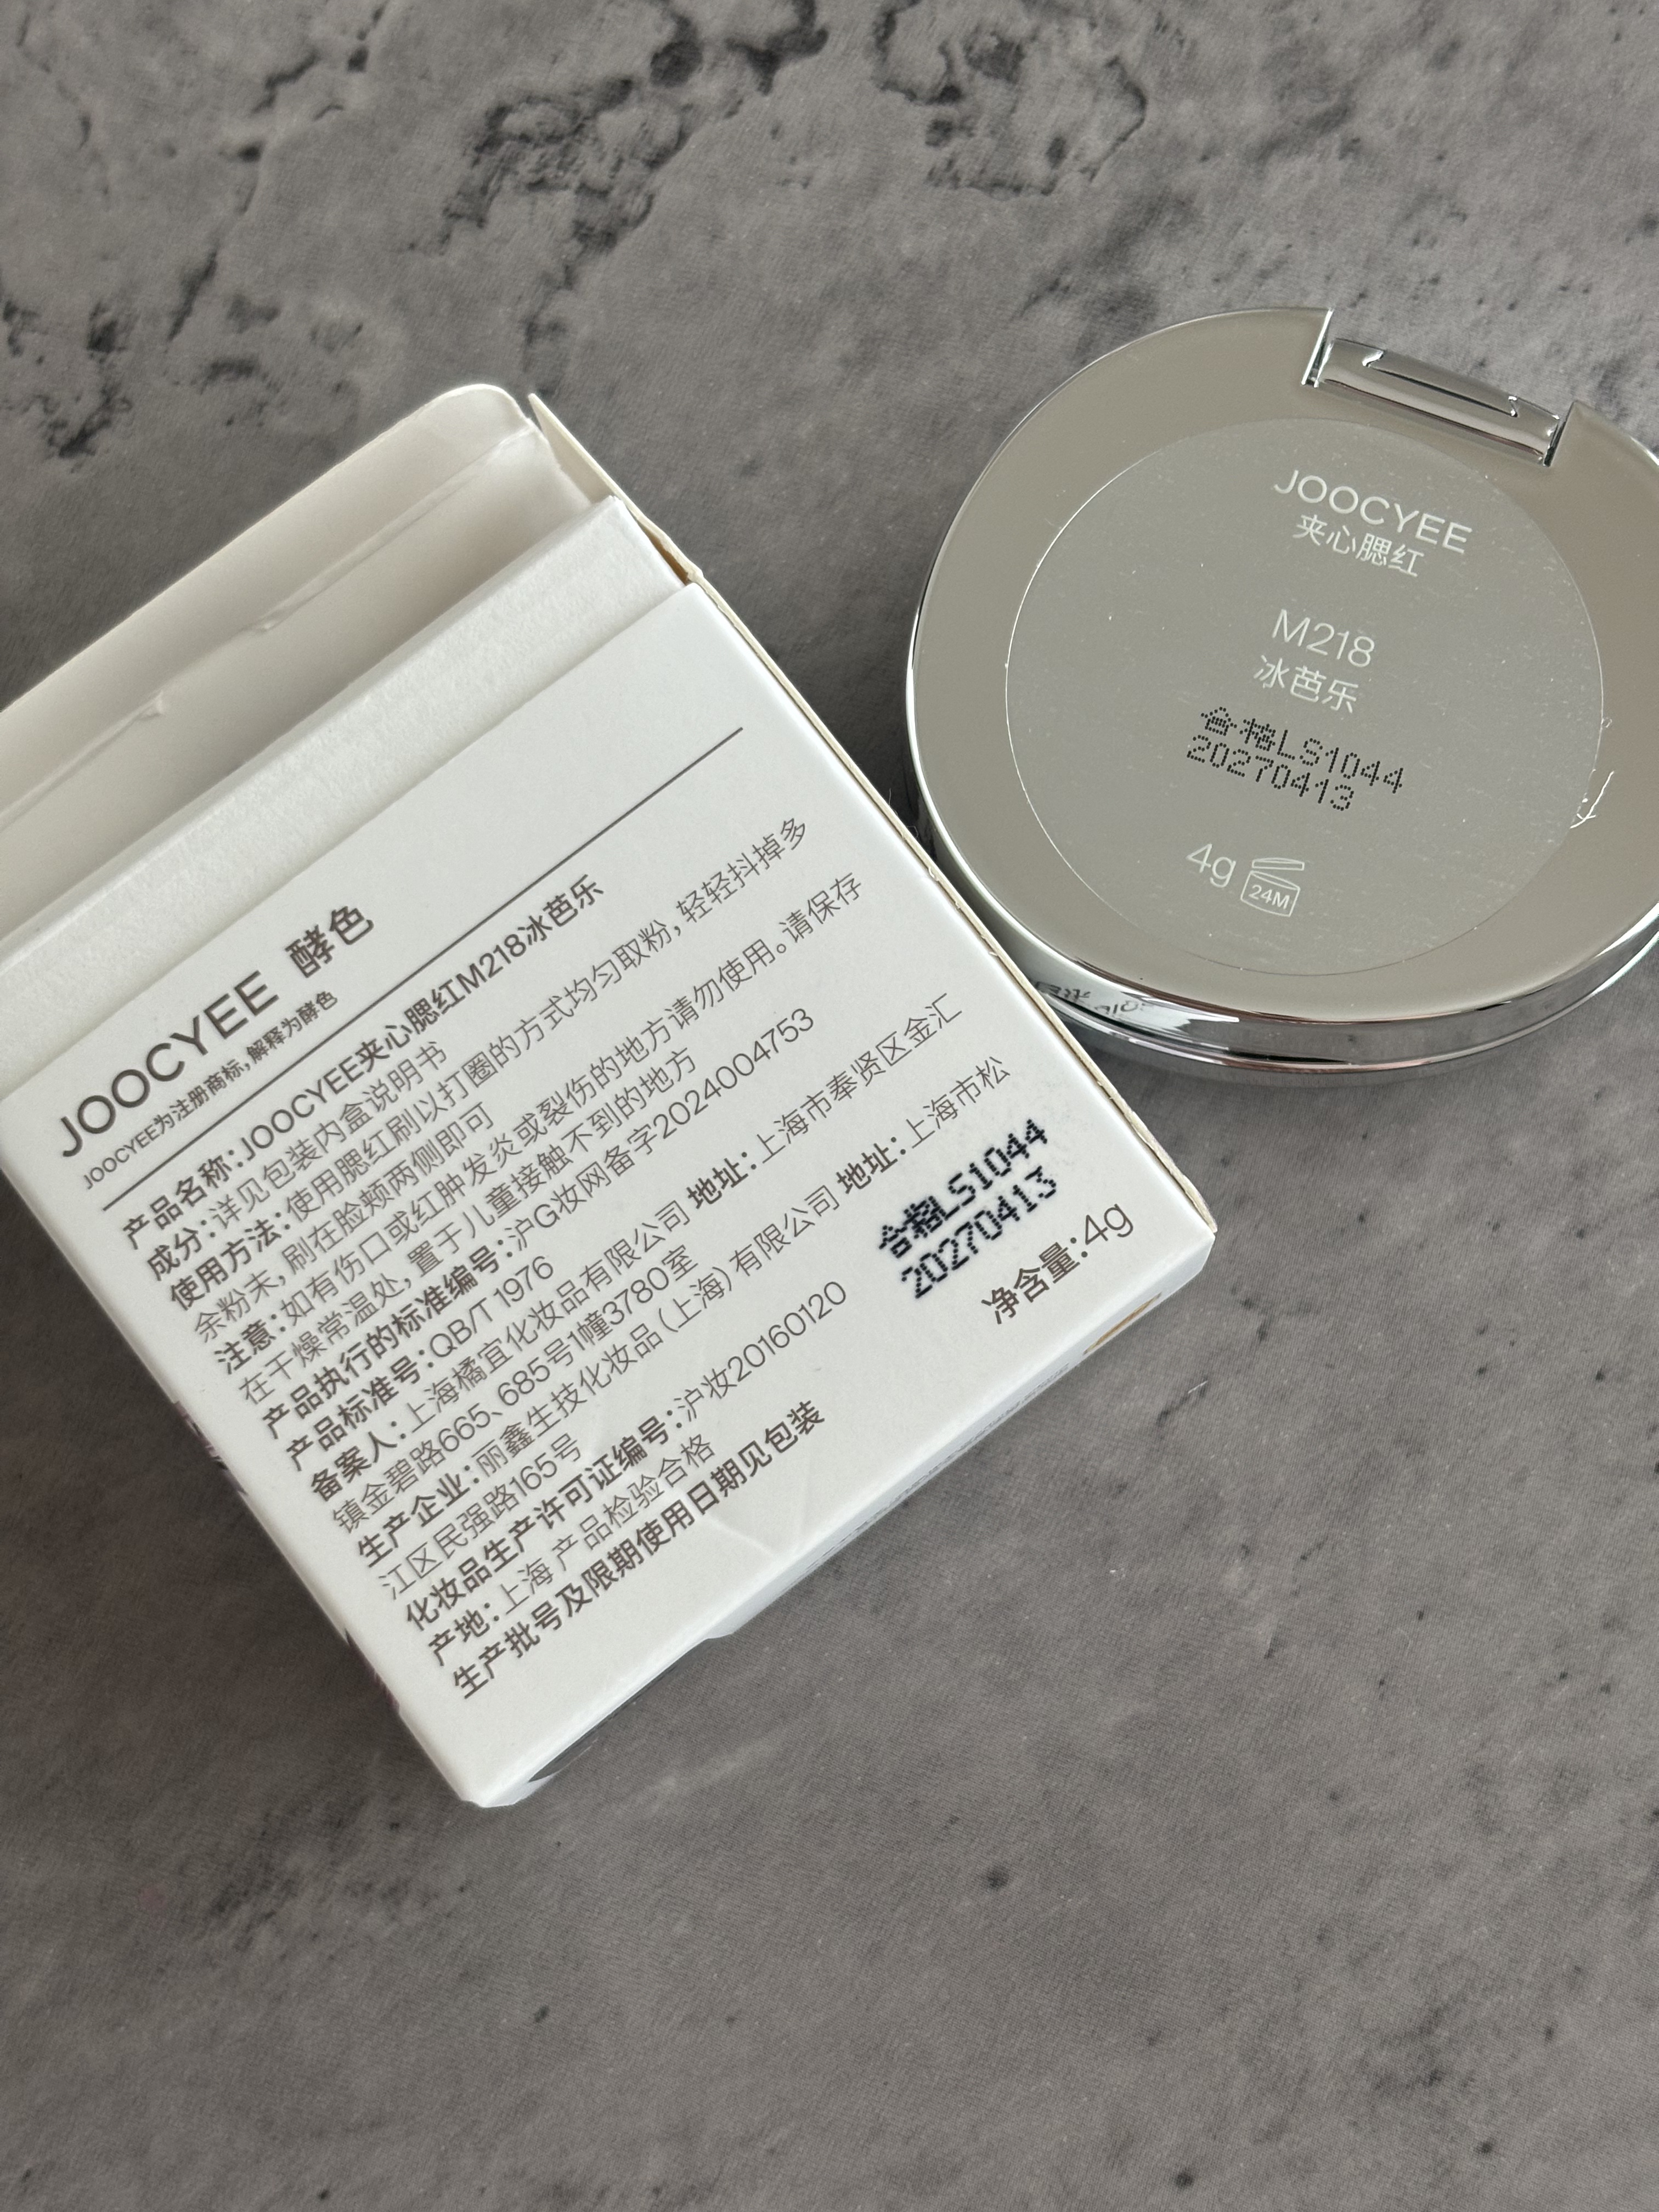 JOOCYEE 酵色
JOOCYEE为注册商标，解释为酵色
产品名称：JOOCYEE夹心腮红M218冰芭乐
成分：详见包装内盒说明书
使用方法：使用腮红刷以打圈的方式均匀取粉，轻轻抖掉多
余粉末，刷在脸颊两侧即可
注意：如有伤口或红肿发炎或裂伤的地方请勿使用。请保存
在干燥常温处，置于儿童接触不到的地方
产品执行的标准编号：沪G妆网备字2024004753
产品标准号：QB/T 1976
备案人：上海橘宜化妆品有限公司 地址：上海市奉贤区金汇
镇金碧路665、685号1幢3780室
生产企业：丽鑫生技化妆品（上海）有限公司 地址：上海市松
江区民强路165号
化妆品生产许可证编号：沪妆20160120
产地：上海 产品检验合格
生产批号及限期使用日期见包装
合格LS1044
20270413
净含量：4g
JOOCYEE
夹心腮红
M218
冰芭乐
合格LS1044
20270413
4g 24M